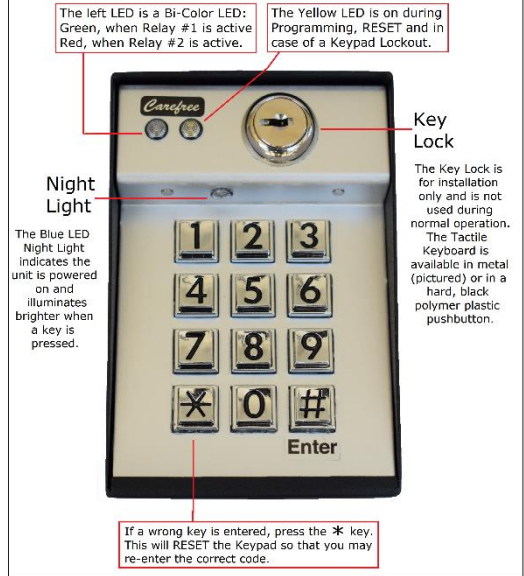 The left LED is a Bi-Color LED:
Green, when Relay #1 is active
Red, when Relay #2 is active.
The Yellow LED is on during
Programming, RESET and in
case of a Keypad Lockout.
Carefree
Key
Lock
The Key Lock is
for installation
only and is not
used during
normal operation.
The Tactile
Keyboard is
available in metal
(pictured) or in a
hard, black
polymer plastic
pushbutton.
Night
Light
The Blue LED
Night Light
indicates the
unit is powered
on and
illuminates
brighter when
a key is
pressed.
1 2 3
4 5 6
7 8 9
* 0 #
Enter
If a wrong key is entered, press the * key.
This will RESET the Keypad so that you may
re-enter the correct code.